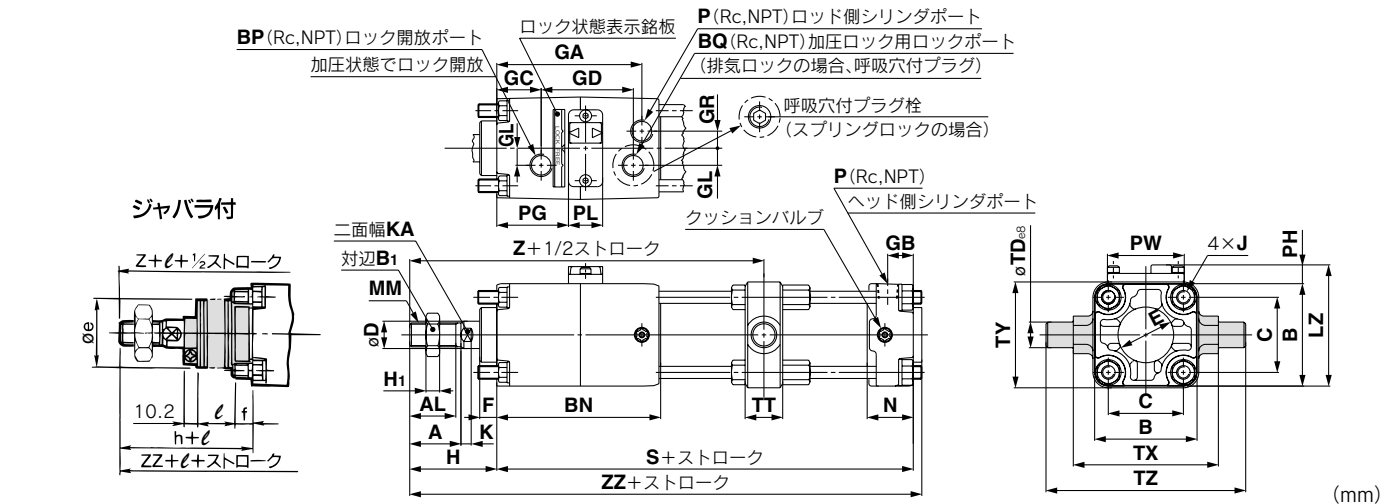 P(Rc,NPT)ロッド側シリンダポート
ロック状態表示銘板
BP(Rc,NPT)ロック開放ポート
BQ(Rc,NPT)加圧ロック用ロックポート
加圧状態でロック開放
GA
(排気ロックの場合、呼吸穴付プラグ)
GC
GD
GR
呼吸穴付プラグ栓
(スプリングロックの場合)
GL
LOCK
FREE
GL
P(Rc,NPT)
ヘッド側シリンダポート
PG
PL
クッションバルブ
ジャバラ付
二面幅KA
Z+1/2ストローク
GB
øTDe8
PW
4×J
PH
Z+ℓ+½ストローク
対辺B1
MM
øe
øD
TY
E
C
B
LZ
H1
F
BN
TT
N
AL
10.2
ℓ
f
A
K
C
h+ℓ
B
H
S+ストローク
TX
ZZ+ℓ+ストローク
ZZ+ストローク
TZ
(mm)